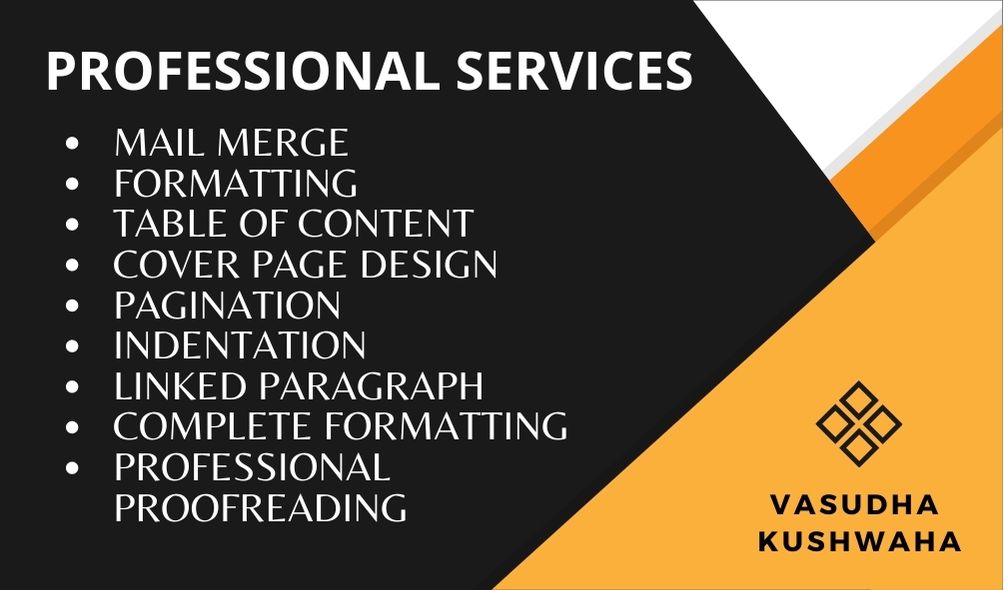 PROFESSIONAL SERVICES
MAIL MERGE
FORMATTING
TABLE OF CONTENT
COVER PAGE DESIGN
PAGINATION
INDENTATION
LINKED PARAGRAPH
COMPLETE FORMATTING
PROFESSIONAL
PROOFREADING
VASUDHA
KUSHWAHA